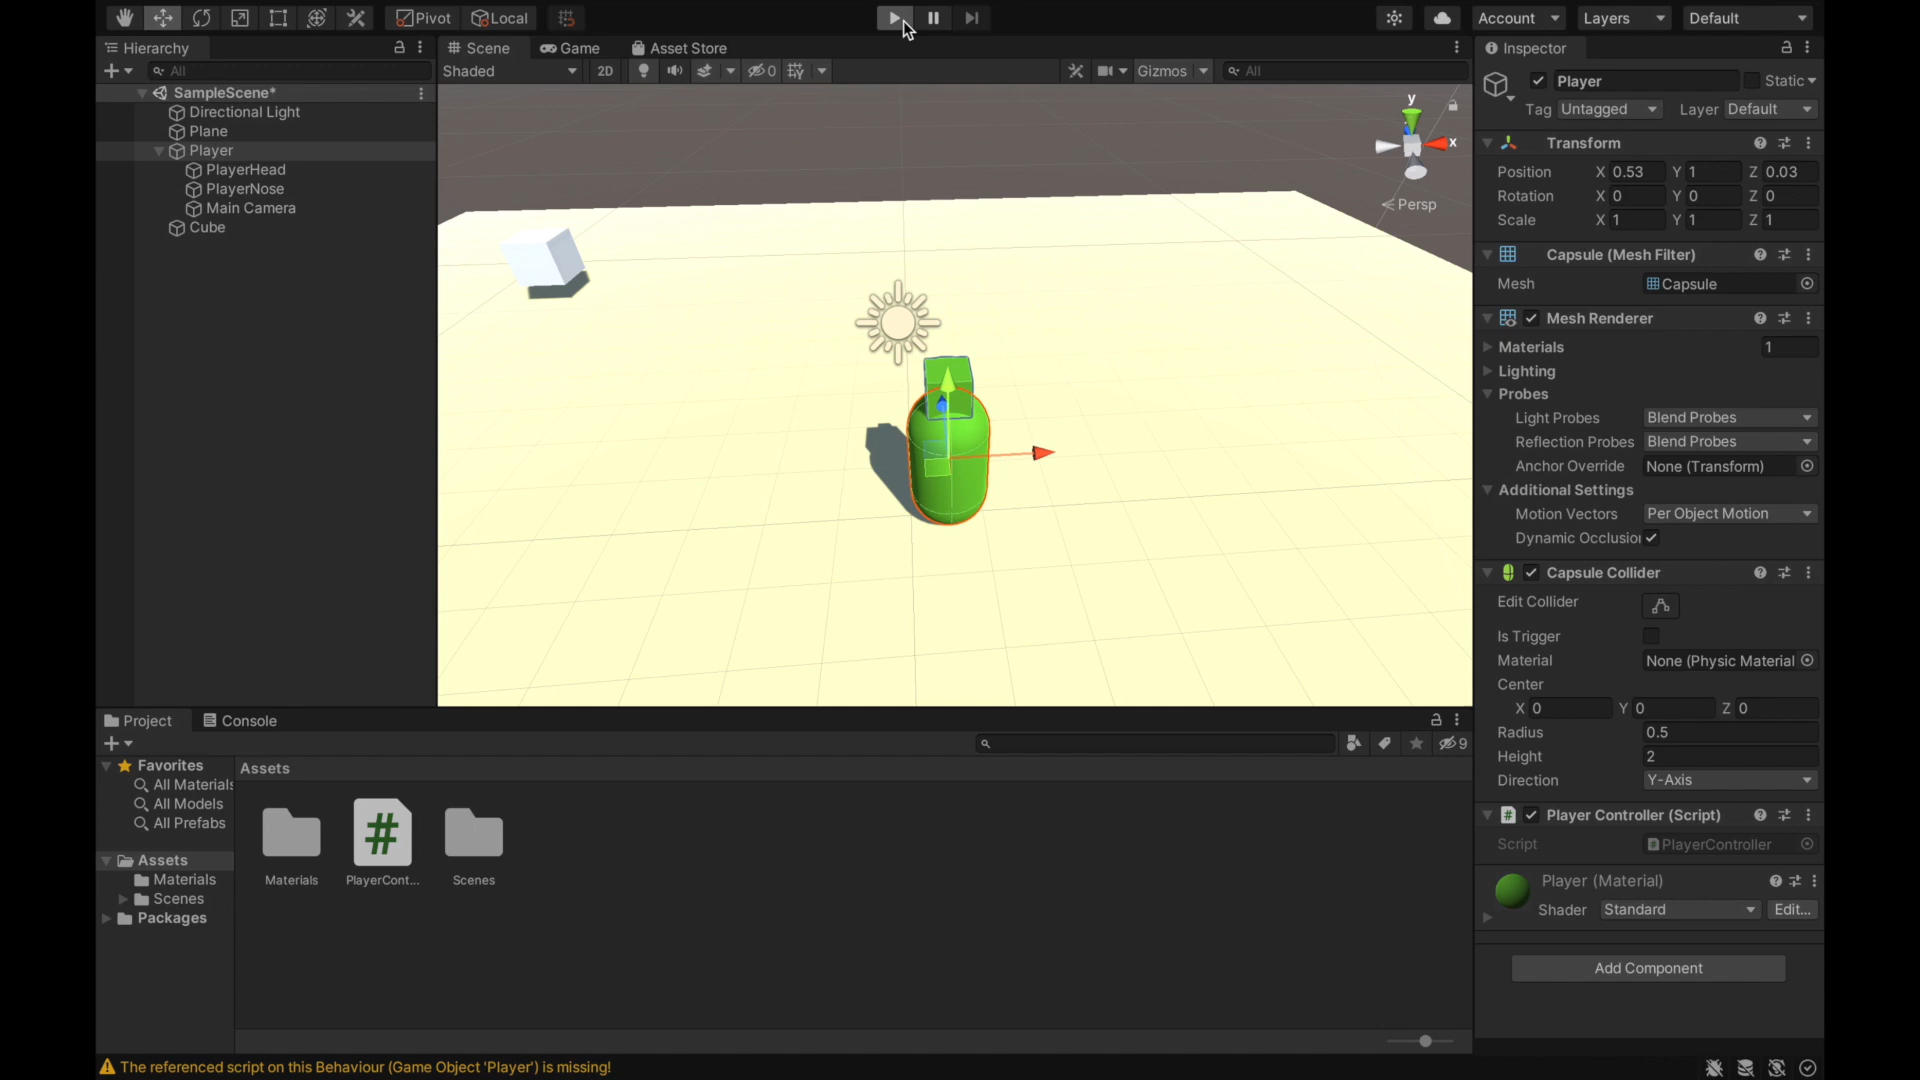 Pivot Local Account Layers Default
Hierarchy Scene Game Asset Store Inspector
All Shaded 2D 0 Gizmos All Player Static
SampleScene* Tag Untagged Layer Default
Directional Light
Plane
Player
PlayerHead
PlayerNose
Main Camera
Cube
y
x
Persp
Transform
Position X 0.53 Y 1 Z 0.03
Rotation X 0 Y 0 Z 0
Scale X 1 Y 1 Z 1
Capsule (Mesh Filter)
Mesh Capsule
Mesh Renderer
Materials 1
Lighting
Probes
Light Probes Blend Probes
Reflection Probes Blend Probes
Anchor Override None (Transform)
Additional Settings
Motion Vectors Per Object Motion
Dynamic Occlusio
Capsule Collider
Edit Collider
Is Trigger
Material None (Physic Material
Center
X 0 Y 0 Z 0
Radius 0.5
Height 2
Direction Y-Axis
Player Controller (Script)
Script PlayerController
Player (Material)
Shader Standard Edit...
Add Component
Project Console
9
Favorites Assets
All Materials
All Models
All Prefabs
Assets
Materials
Scenes
Packages
Materials PlayerCont... Scenes
The referenced script on this Behaviour (Game Object 'Player') is missing!